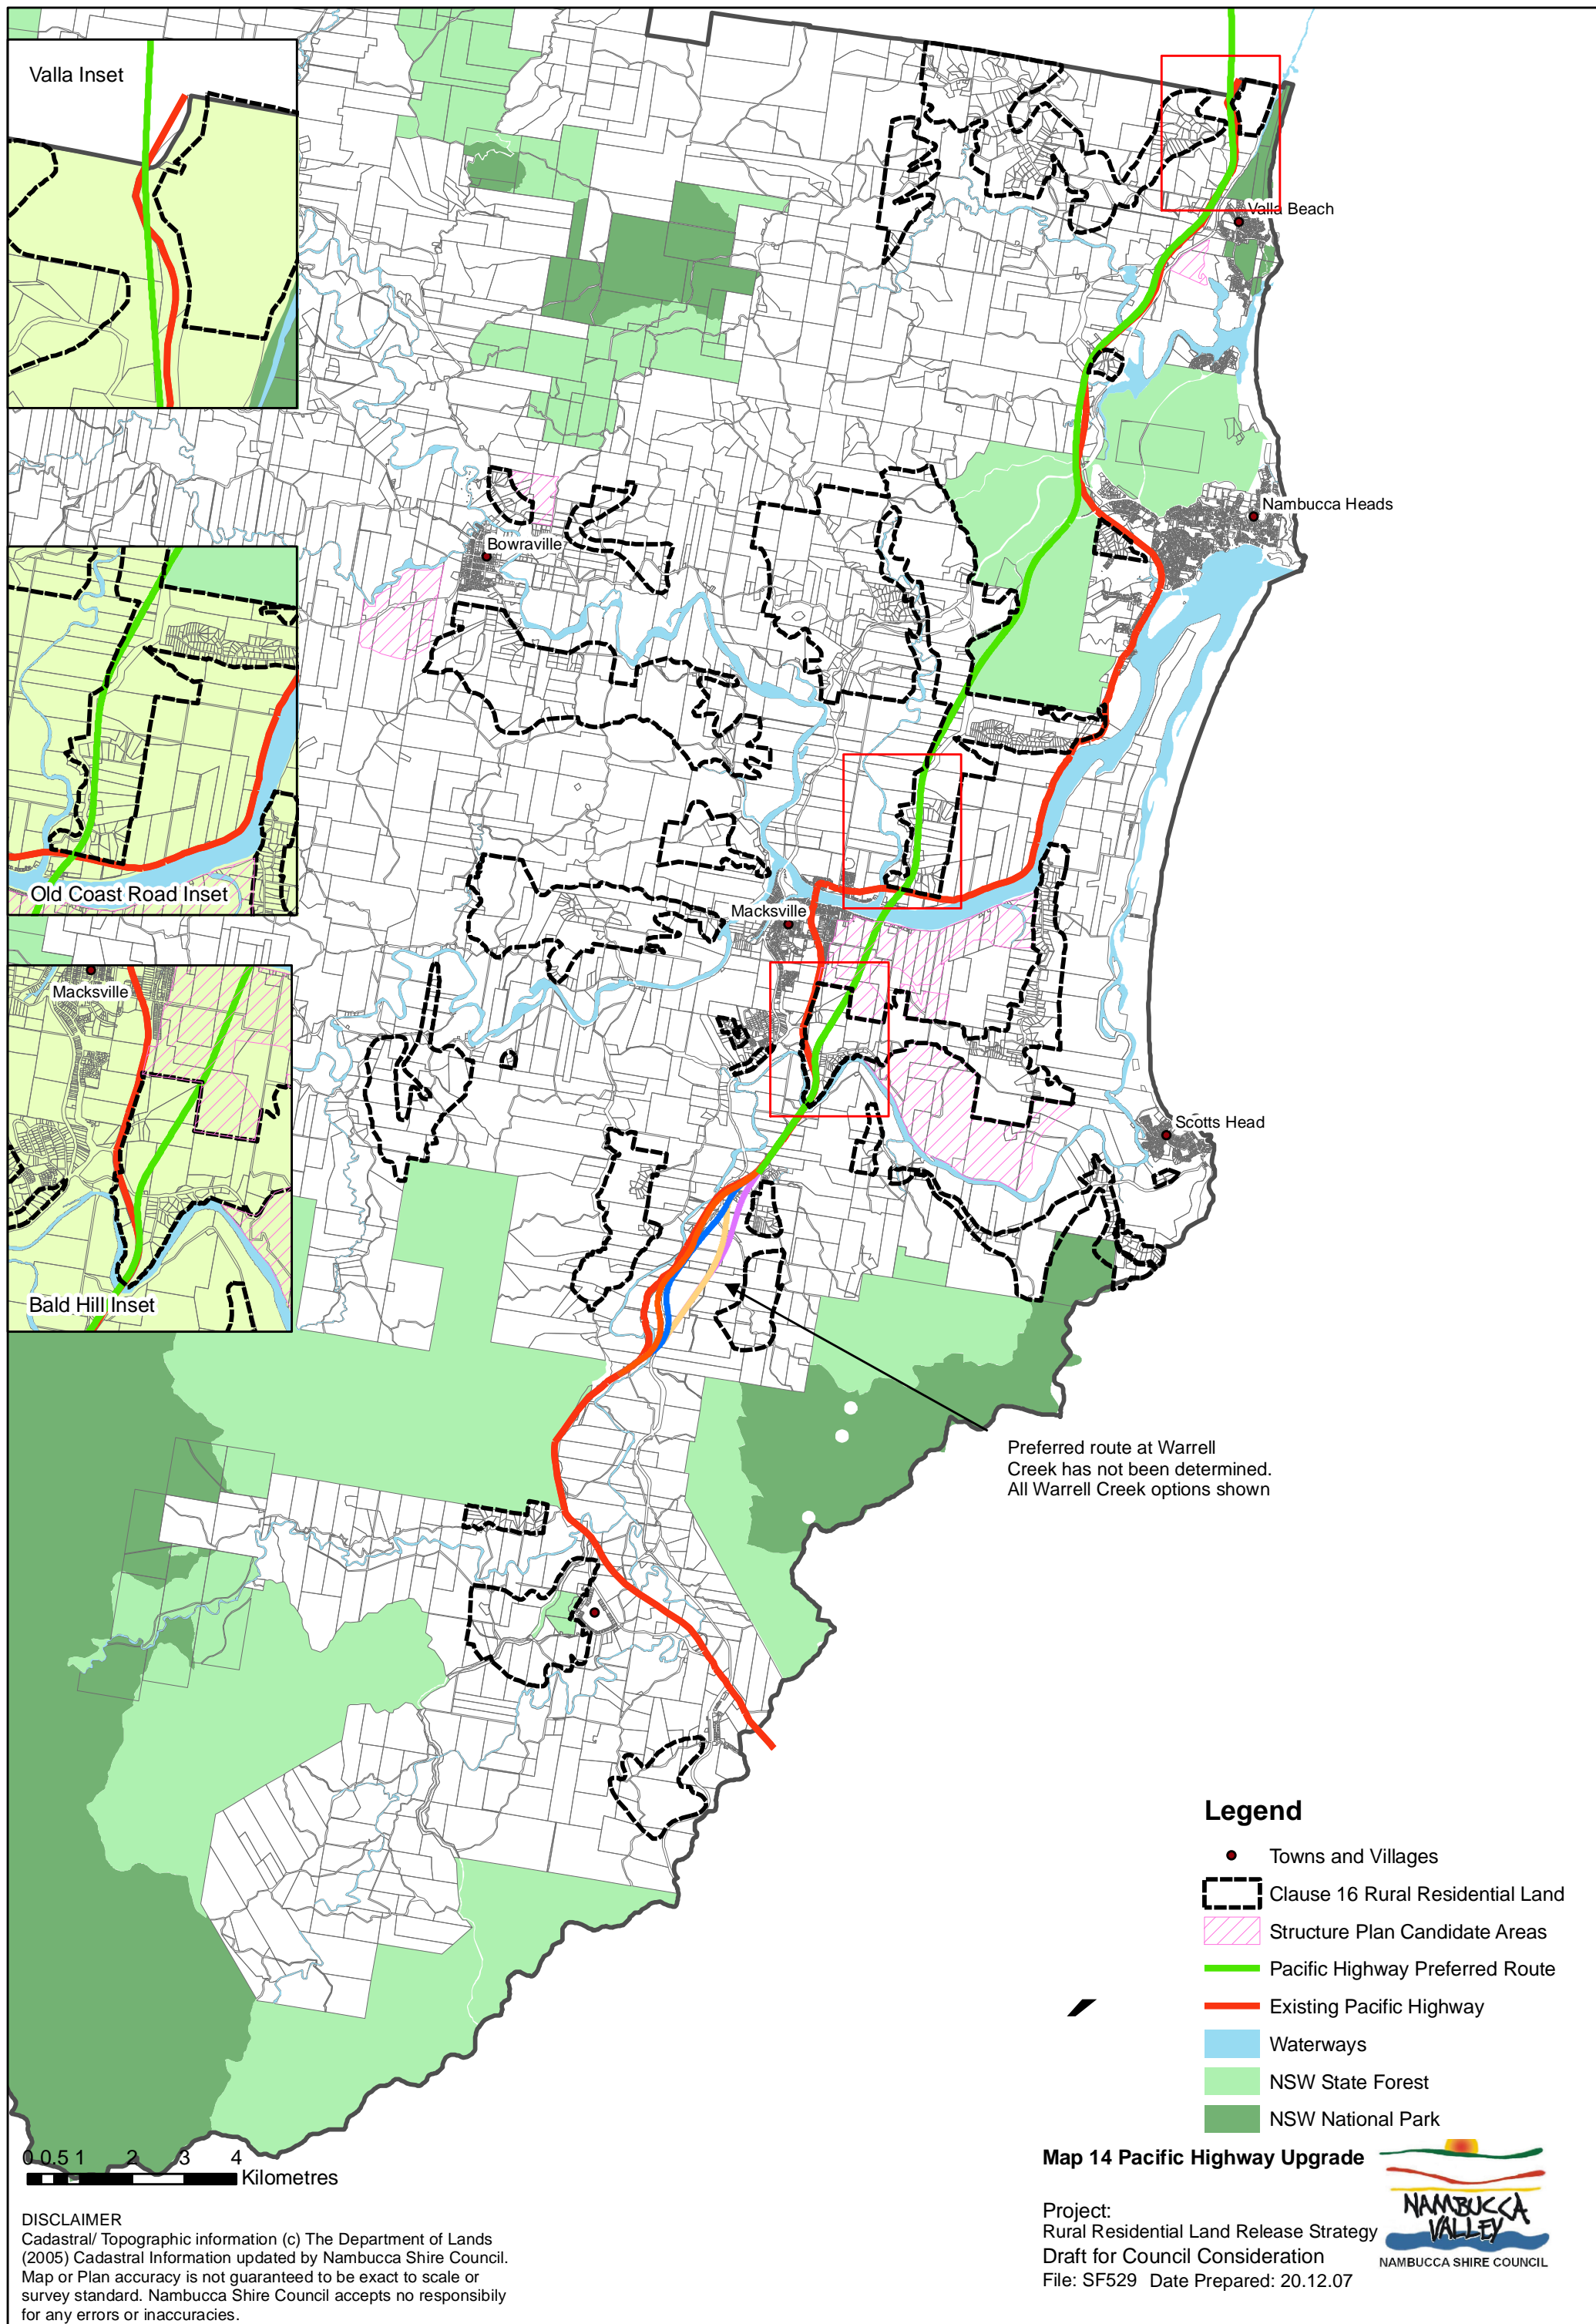 Valla Inset
Valla Beach
Nambucca Heads
Bowraville
Old Coast Road Inset
Macksville
Macksville
Scotts Head
Bald Hill Inset
Preferred route at Warrell
Creek has not been determined.
All Warrell Creek options shown
Legend
Towns and Villages
Clause 16 Rural Residential Land
Structure Plan Candidate Areas
Pacific Highway Preferred Route
Existing Pacific Highway
Waterways
NSW State Forest
NSW National Park
0 0.5 1 2 3 4
Kilometres
Map 14 Pacific Highway Upgrade
Project:
Rural Residential Land Release Strategy
Draft for Council Consideration
File: SF529 Date Prepared: 20.12.07
NAMBUCCA
VALLEY
NAMBUCCA SHIRE COUNCIL
DISCLAIMER
Cadastral/ Topographic information (c) The Department of Lands
(2005) Cadastral Information updated by Nambucca Shire Council.
Map or Plan accuracy is not guaranteed to be exact to scale or
survey standard. Nambucca Shire Council accepts no responsibily
for any errors or inaccuracies.